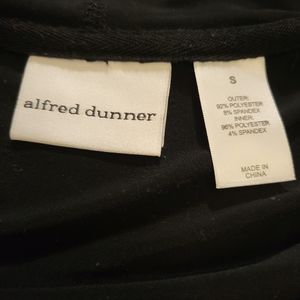 alfred dunner
S
OUTER:
92% POLYESTER
8% SPANDEX
INNER:
96% POLYESTER
4% SPANDEX
MADE IN
CHINA